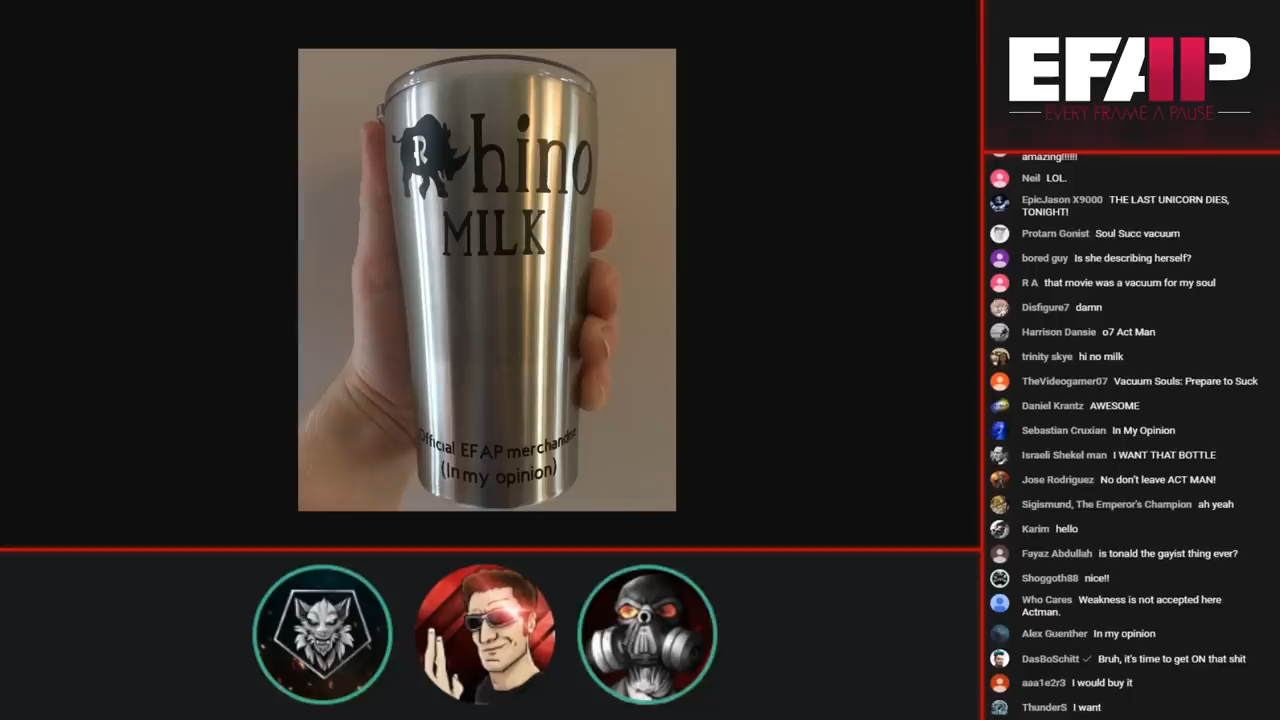 R hino
MILK
Official EFAP merchandise
(In my opinion)
EFAP
EVERY FRAME A PAUSE
amazing!!!!!!
Neil LOL.
EpicJason X9000 THE LAST UNICORN DIES,
TONIGHT!
Protam Gonist Soul Succ vacuum
bored guy Is she describing herself?
R A that movie was a vacuum for my soul
Disfigure7 damn
Harrison Dansie o7 Act Man
trinity skye hi no milk
TheVideogamer07 Vacuum Souls: Prepare to Suck
Daniel Krantz AWESOME
Sebastian Cruxian In My Opinion
Israeli Shekel man I WANT THAT BOTTLE
Jose Rodriguez No don't leave ACT MAN!
Sigismund, The Emperor's Champion ah yeah
Karim hello
Fayaz Abdullah is tonald the gayist thing ever?
Shoggoth88 nice!!
Who Cares Weakness is not accepted here
Actman.
Alex Guenther In my opinion
DasBoSchitt ✓ Bruh, it's time to get ON that shit
aaa1e2r3 I would buy it
ThunderS I want